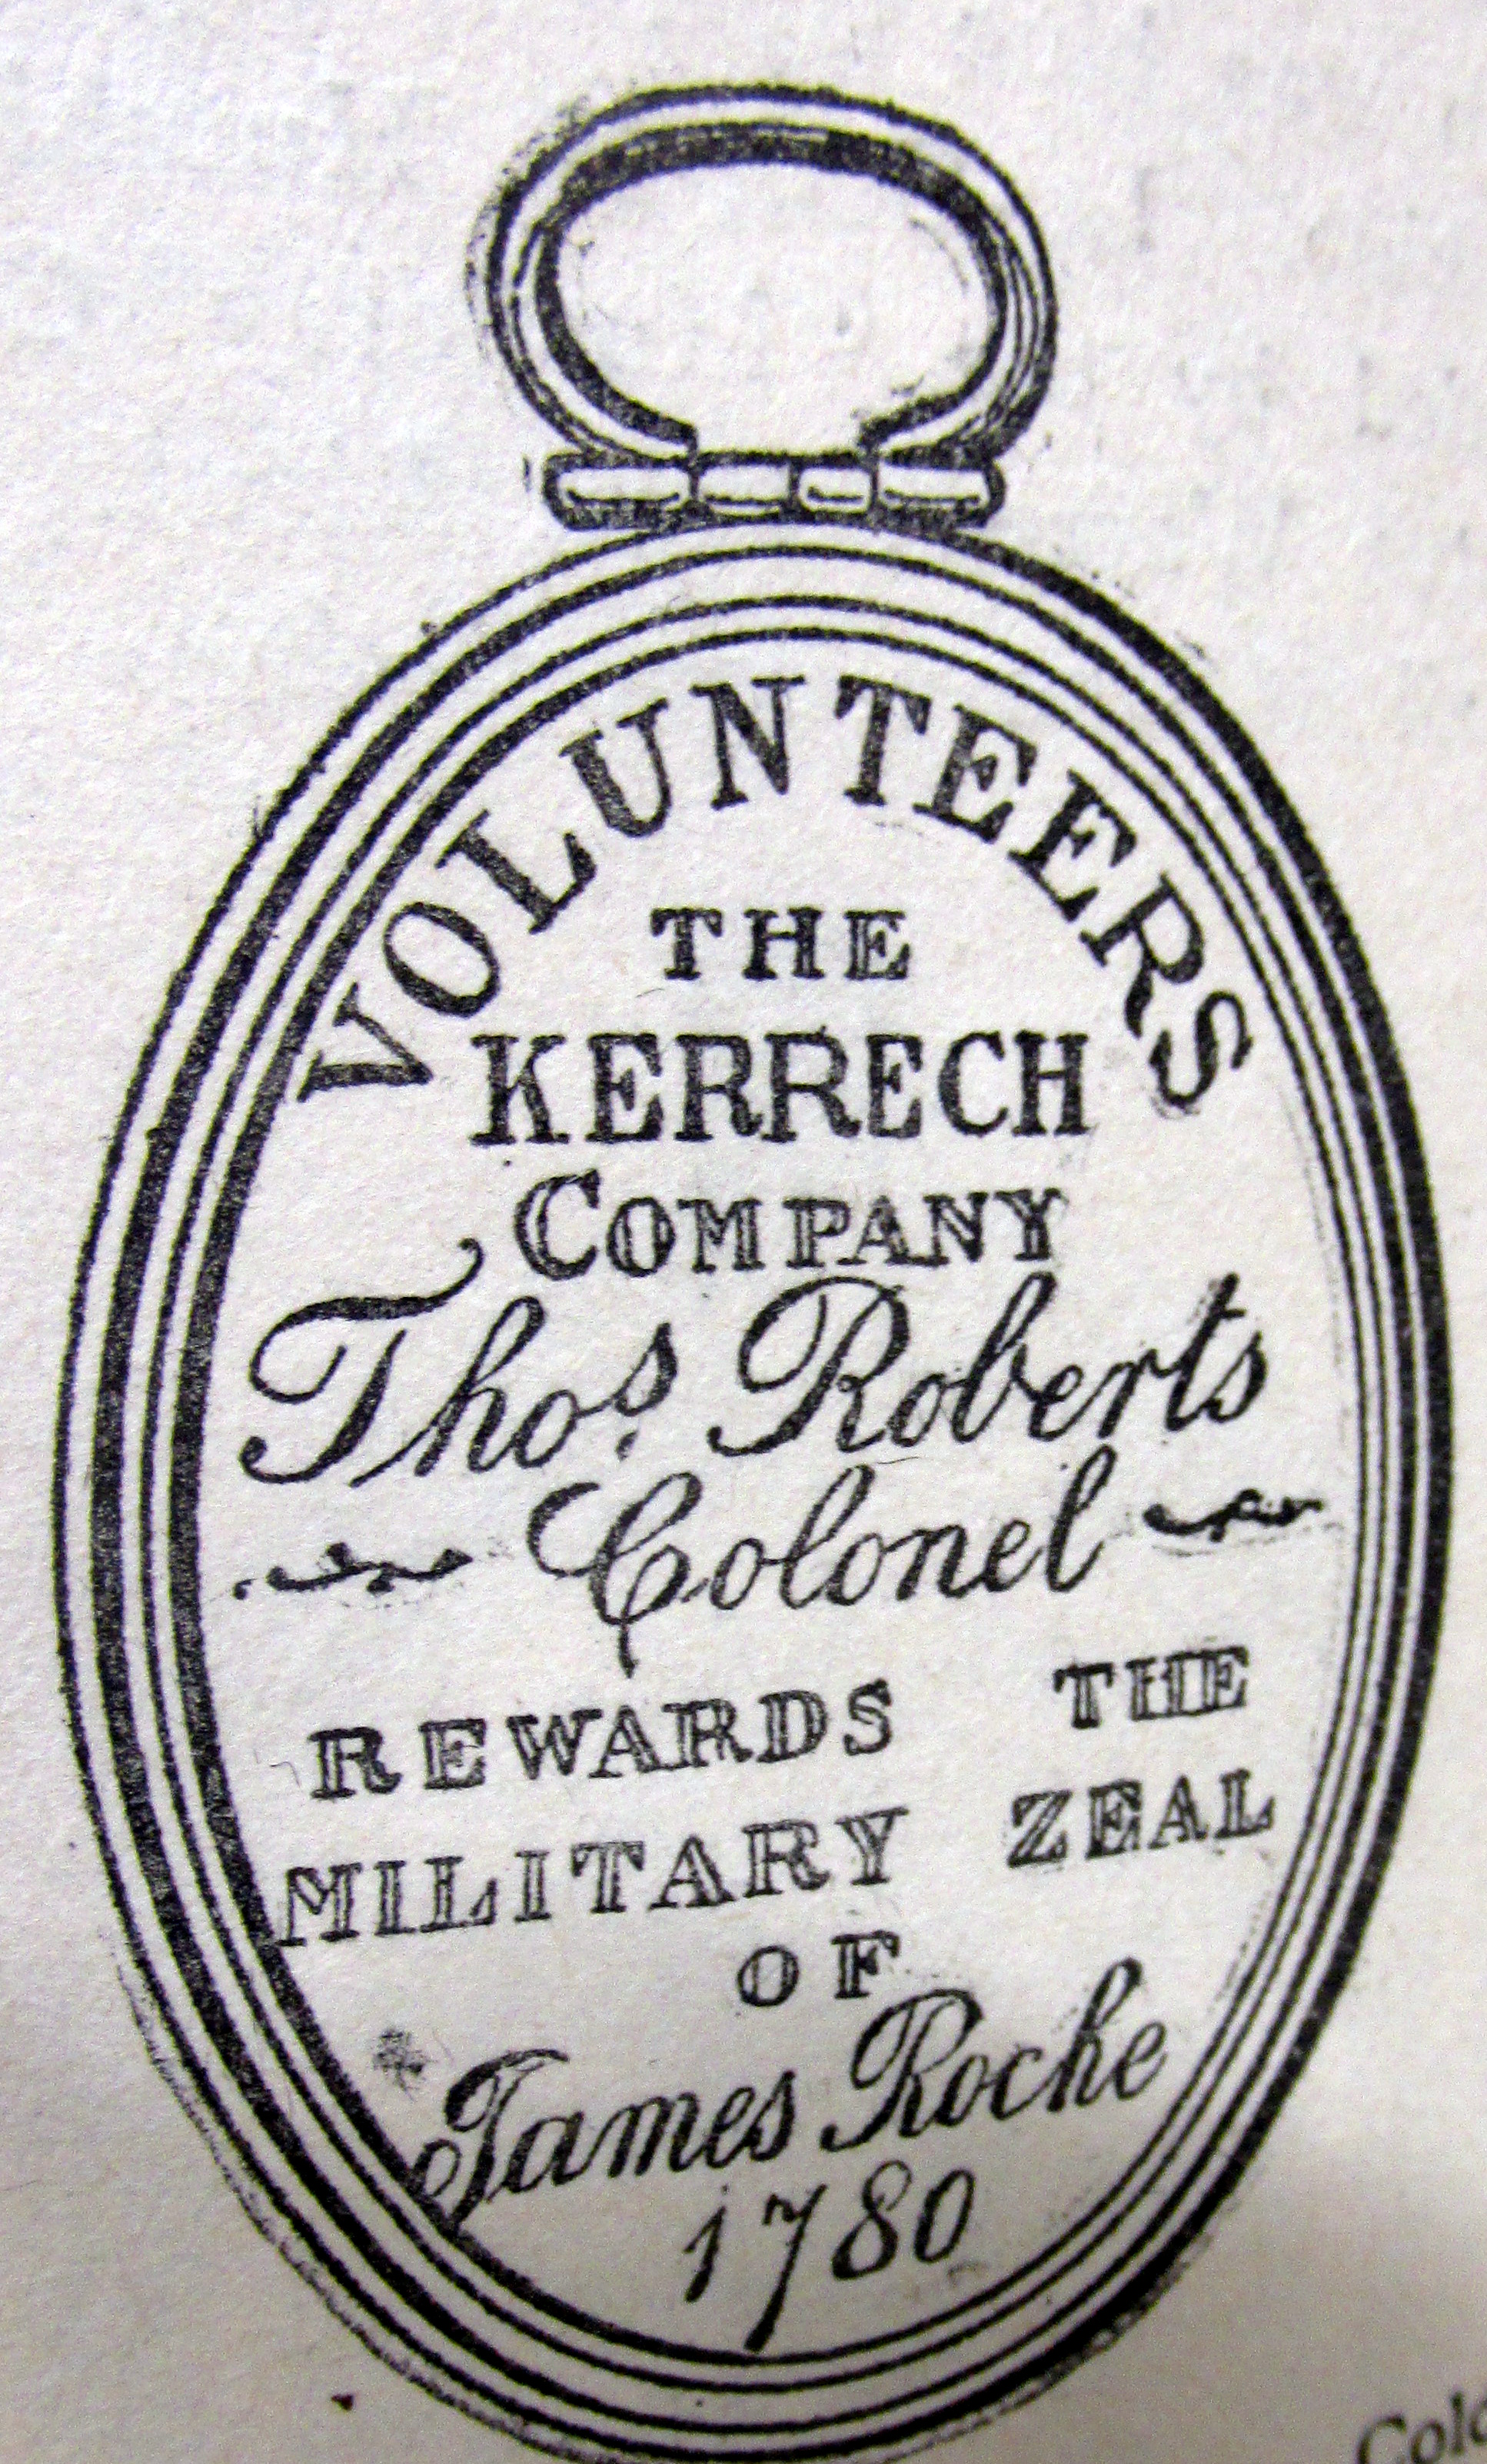 VOLUNTEERS
THE
KERRECH
COMPANY
Thos. Roberts
Colonel
REWARDS THE
MILITARY ZEAL
OF
James Roche
1780